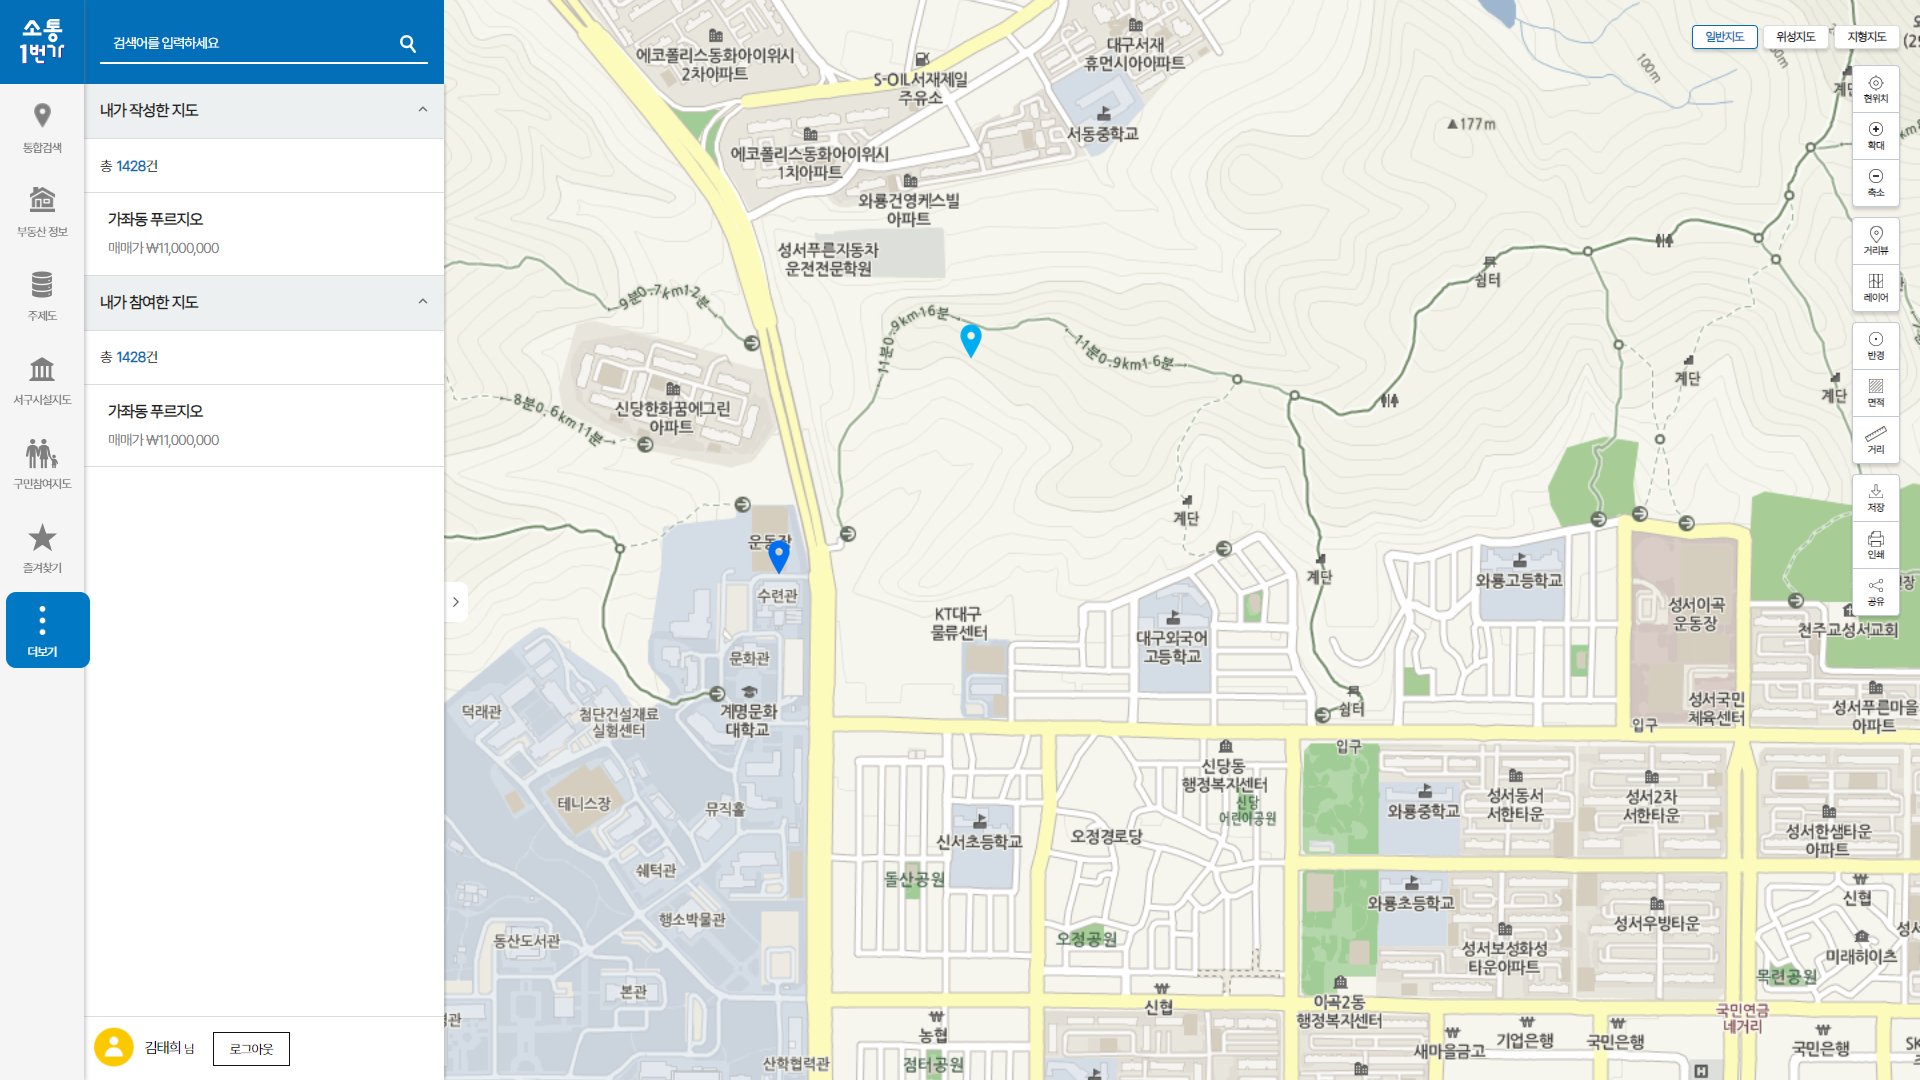 소통
1번가
검색어를 입력하세요
통합검색
부동산 정보
주제도
서구시설지도
구민참여지도
즐겨찾기
더보기
내가 작성한 지도
총 1428건
가좌동 푸르지오
매매가 ₩11,000,000
내가 참여한 지도
총 1428건
가좌동 푸르지오
매매가 ₩11,000,000
김태희 님
로그아웃
일반지도
위성지도
지형지도
현위치
확대
축소
거리뷰
레이어
반경
면적
거리
저장
인쇄
공유
에코폴리스동화아이위시
2차아파트
S-OIL서재제일
주유소
대구서재
휴먼시아아파트
서동중학교
에코폴리스동화아이위시
1치아파트
와룡건영케스빌
아파트
성서푸른지동차
운전전문학원
▲177m
100m
쉼터
9분0.7km12분
11분0.9km16분
11분0.9km16분
8분0.6km11분
계단
계단
신당한화꿈에그린
아파트
계단
계단
운동장
수련관
문화관
계명문화
대학교
덕래관
첨단건설재료
실험센터
KT대구
물류센터
대구외국어
고등학교
와룡고등학교
성서이곡
운동장
천주교성서교회
쉼터
성서국민
체육센터
입구
성서푸른마을
아파트
입구
신당동
행정복지센터
신당
어린이공원
테니스장
뮤직홀
신서초등학교
오정경로당
와룡중학교
성서동서
서한타운
성서2차
서한타운
성서한샘타운
아파트
쉐턱관
돌산공원
와룡초등학교
성서우방타운
신협
행소박물관
동산도서관
오정공원
성서보성화성
타운아파트
미래하이츠
목련공원
본관
신협
이곡2동
행정복지센터
국민연금
네거리
농협
점터공원
산학협력관
새마을금고
기업은행
국민은행
국민은행